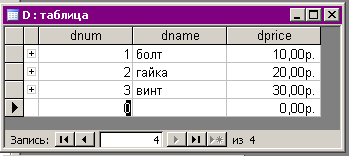 D : таблица
dnum dname dprice
1 болт 10,00р.
2 гайка 20,00р.
3 винт 30,00р.
0 0,00р.
Запись: 4 из 4